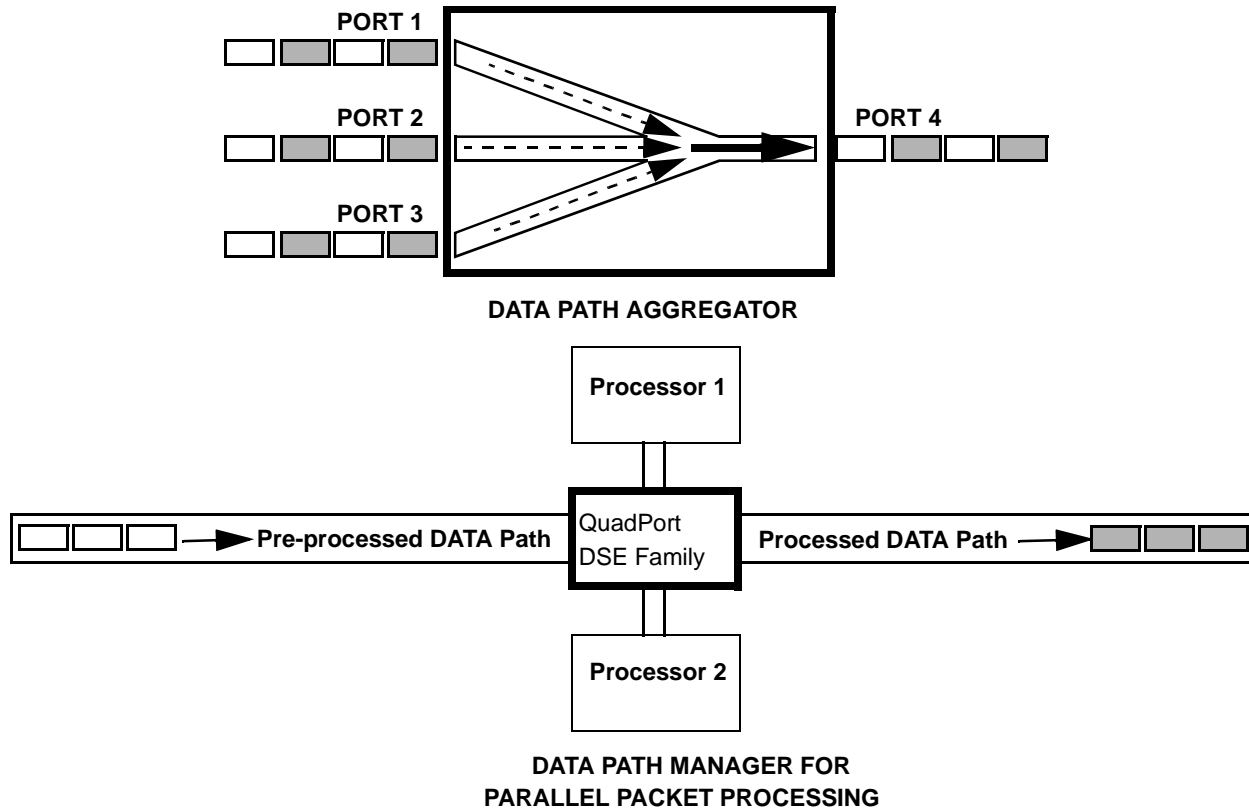 PORT 1
PORT 2
PORT 4
PORT 3
DATA PATH AGGREGATOR
Processor 1
QuadPort
DSE Family
Pre-processed DATA Path
Processed DATA Path
Processor 2
DATA PATH MANAGER FOR
PARALLEL PACKET PROCESSING